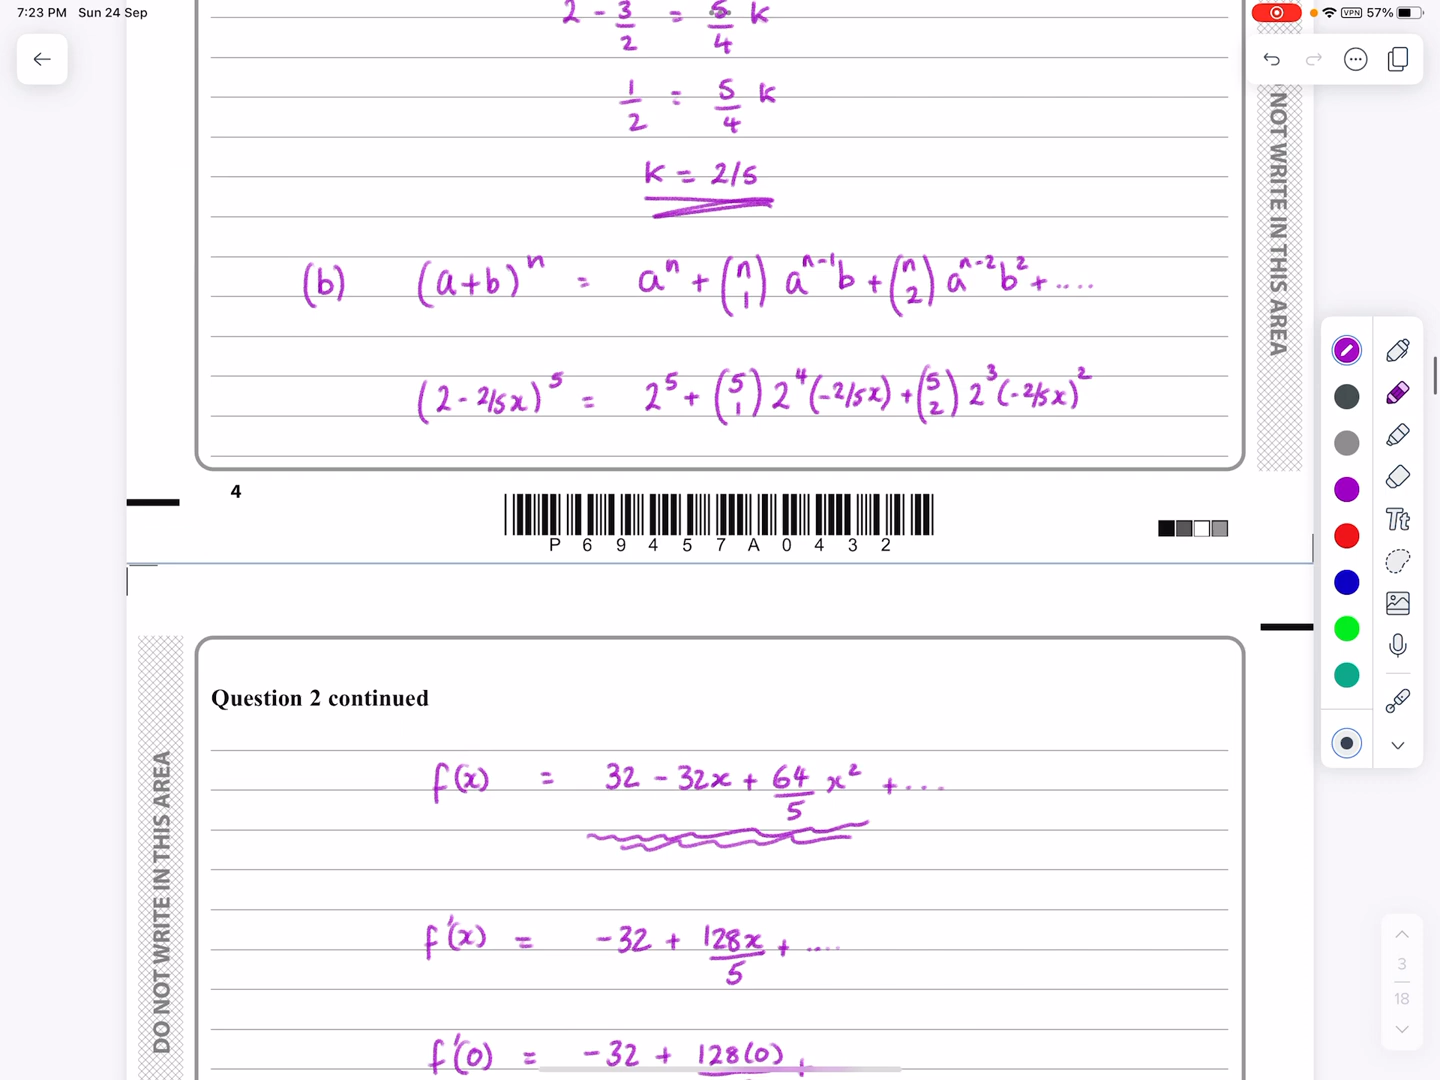 7:23 PM Sun 24 Sep
VPN 57%
2 - 3/2 = 5/4 k
1/2 = 5/4 k
k = 2/5
(b) (a+b)^n = a^n + (n 1) a^(n-1) b + (n 2) a^(n-2) b^2 + ....
(2 - 2/5x)^5 = 2^5 + (5 1) 2^4 (-2/5x) + (5 2) 2^3 (-2/5x)^2
NOT WRITE IN THIS AREA
4
P 6 9 4 5 7 A 0 4 3 2
Question 2 continued
f(x) = 32 - 32x + 64/5 x^2 + ...
f'(x) = -32 + 128x/5 + ....
f'(0) = -32 + 128(0)
DO NOT WRITE IN THIS AREA
Tt
3
18